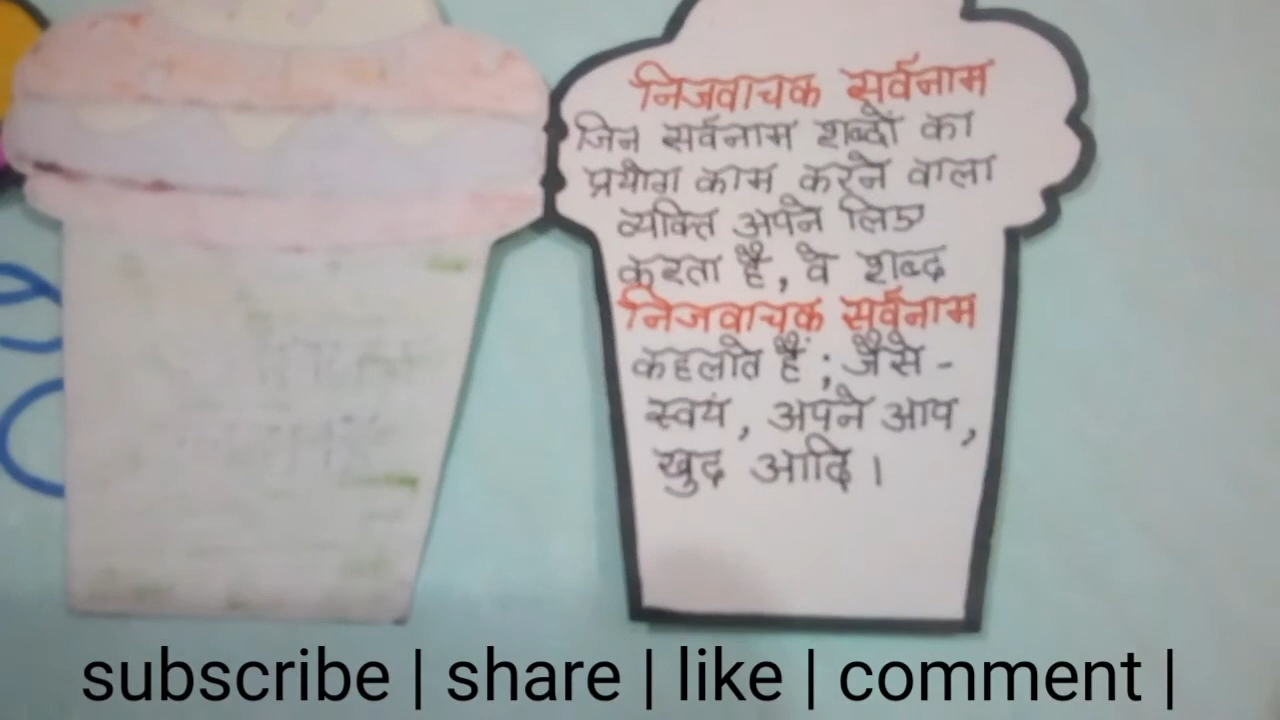 निजवाचक सर्वनाम
जिन सर्वनाम शब्दों का
प्रयोग काम करने वाला
व्यक्ति अपने लिए
करता है, वे शब्द
निजवाचक सर्वनाम
कहलाते हैं ; जैसे -
स्वयं , अपने आप ,
खुद आदि ।
subscribe | share | like | comment |